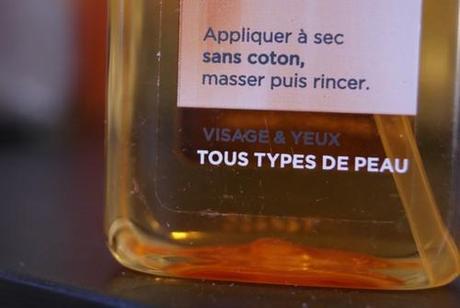 Appliquer à sec
sans coton,
masser puis rincer.
VISAGE & YEUX
TOUS TYPES DE PEAU